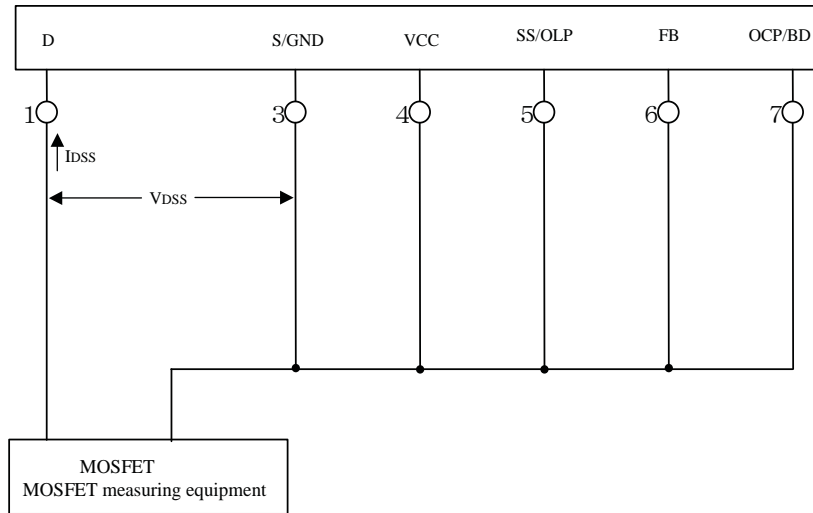 D S/GND VCC SS/OLP FB OCP/BD
1 3 4 5 6 7
IDSS
VDSS
MOSFET
MOSFET measuring equipment